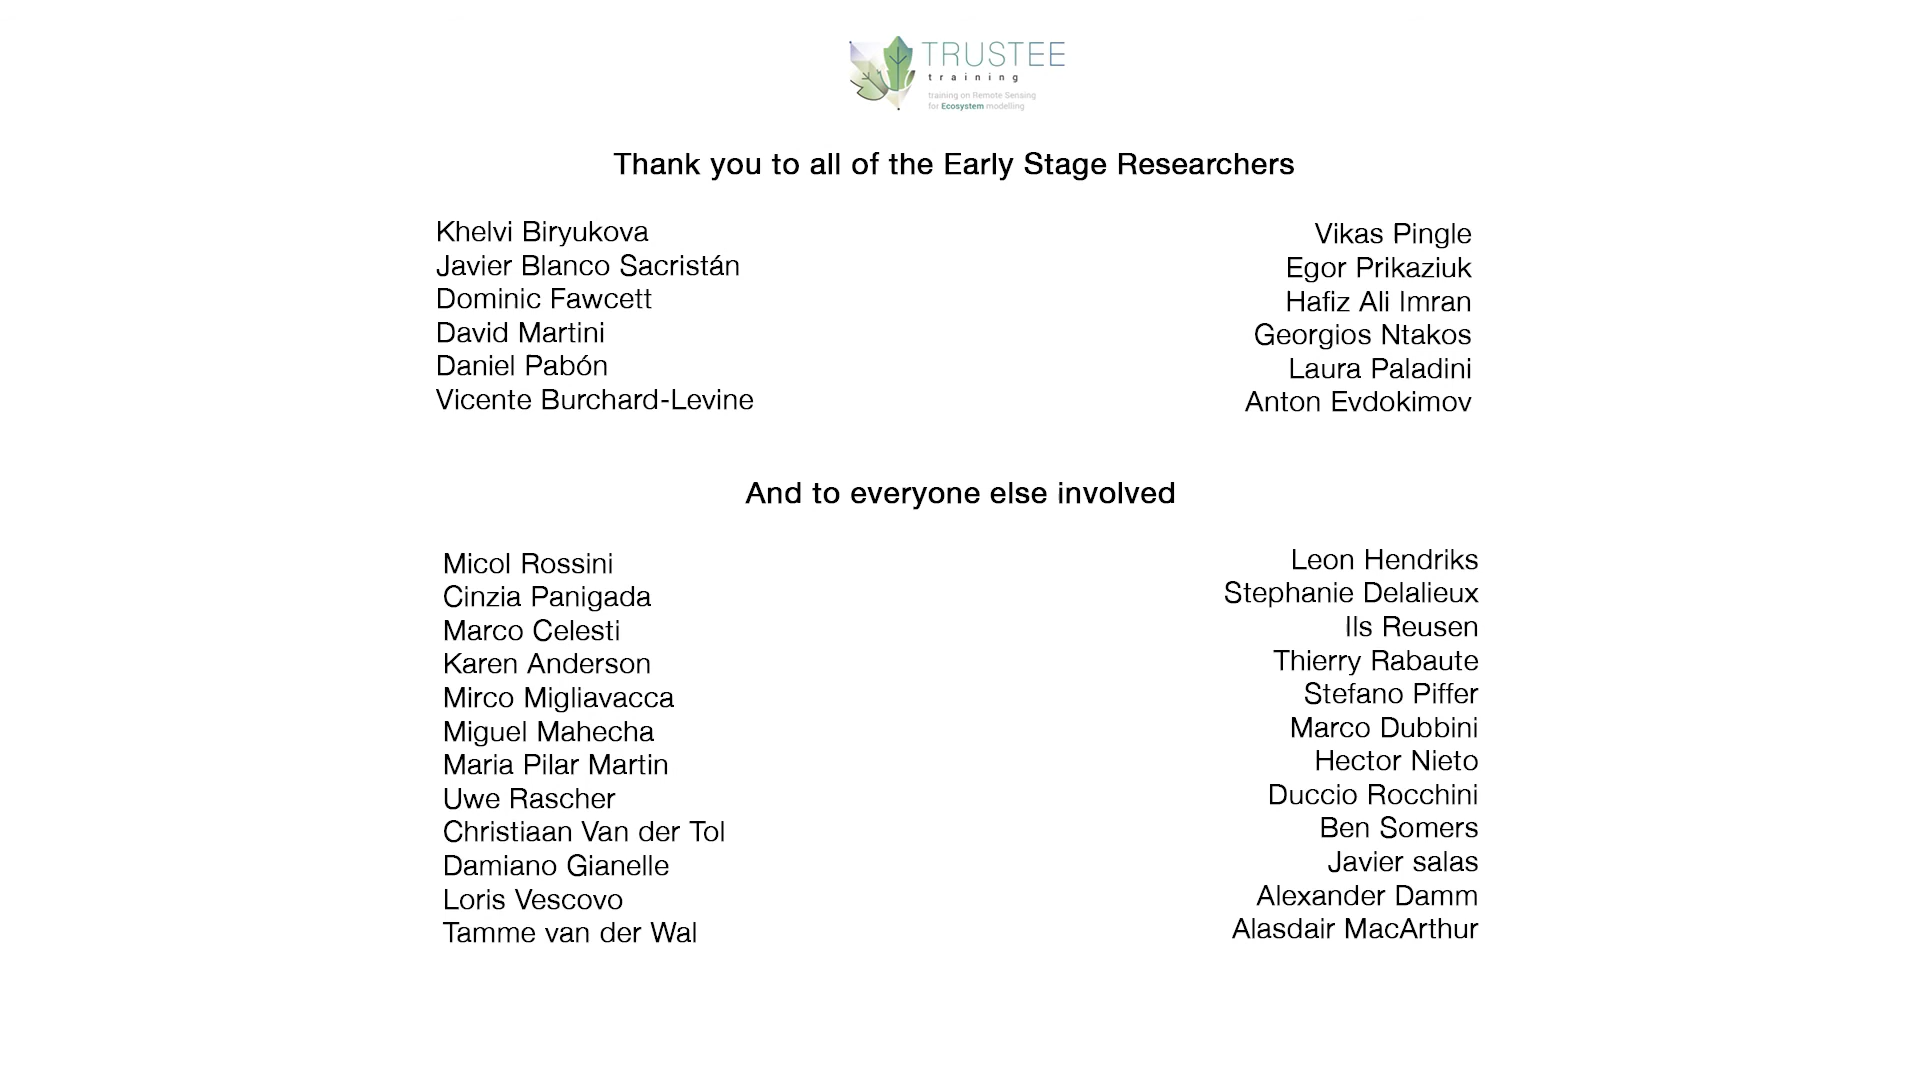 TRUSTEE
training
training on Remote Sensing
for Ecosystem modelling
Thank you to all of the Early Stage Researchers
Khelvi Biryukova
Javier Blanco Sacristán
Dominic Fawcett
David Martini
Daniel Pabón
Vicente Burchard-Levine
Vikas Pingle
Egor Prikaziuk
Hafiz Ali Imran
Georgios Ntakos
Laura Paladini
Anton Evdokimov
And to everyone else involved
Micol Rossini
Cinzia Panigada
Marco Celesti
Karen Anderson
Mirco Migliavacca
Miguel Mahecha
Maria Pilar Martin
Uwe Rascher
Christiaan Van der Tol
Damiano Gianelle
Loris Vescovo
Tamme van der Wal
Leon Hendriks
Stephanie Delalieux
Ils Reusen
Thierry Rabaute
Stefano Piffer
Marco Dubbini
Hector Nieto
Duccio Rocchini
Ben Somers
Javier salas
Alexander Damm
Alasdair MacArthur